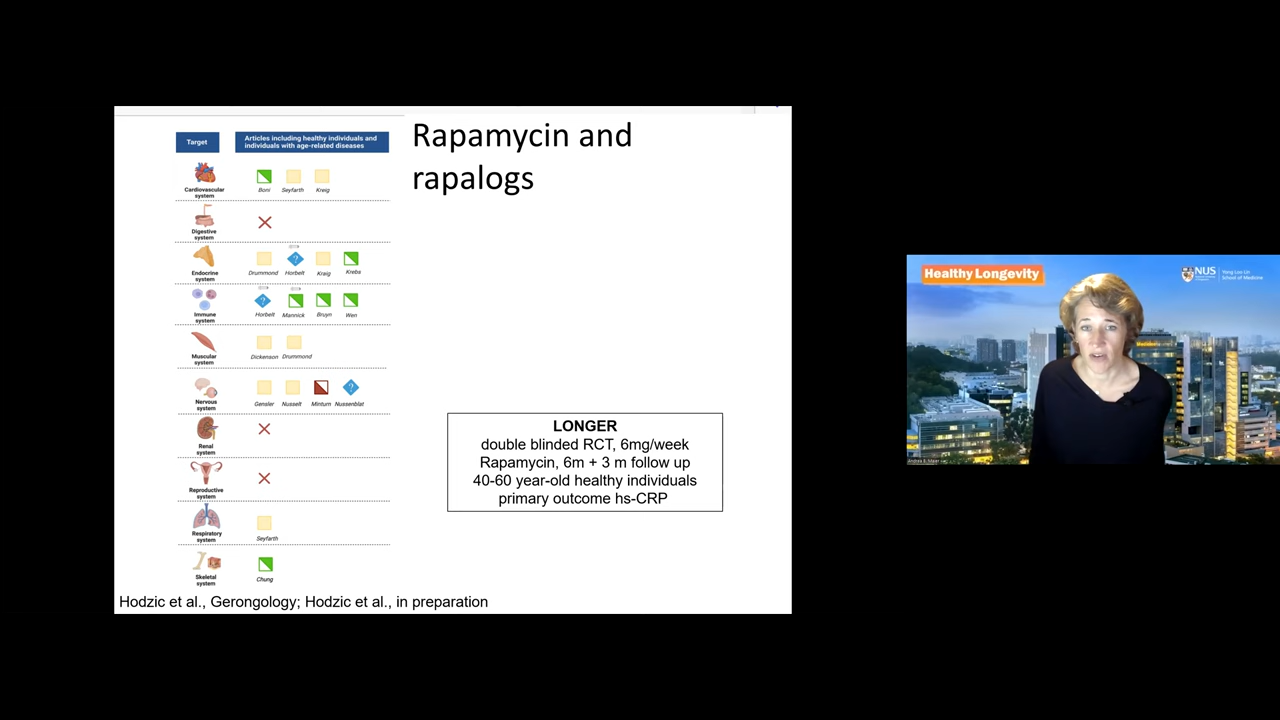 Rapamycin and
rapalogs
Target
Articles including healthy individuals and
individuals with age-related diseases
Cardiovascular
system
Boni
Seyfarth
Kreig
Digestive
system
Endocrine
system
Drummond
Horbelt
Kraig
Krebs
Immune
system
Horbelt
Mannick
Bruyn
Wen
Muscular
system
Dickenson
Drummond
Nervous
system
Gensler
Nusselt
Mintum
Nussenblat
Renal
system
Reproductive
system
Respiratory
system
Seyfarth
Skeletal
system
Chung
LONGER
double blinded RCT, 6mg/week
Rapamycin, 6m + 3 m follow up
40-60 year-old healthy individuals
primary outcome hs-CRP
Hodzic et al., Gerongology; Hodzic et al., in preparation
Healthy Longevity
NUS
Yong Loo Lin
School of Medicine